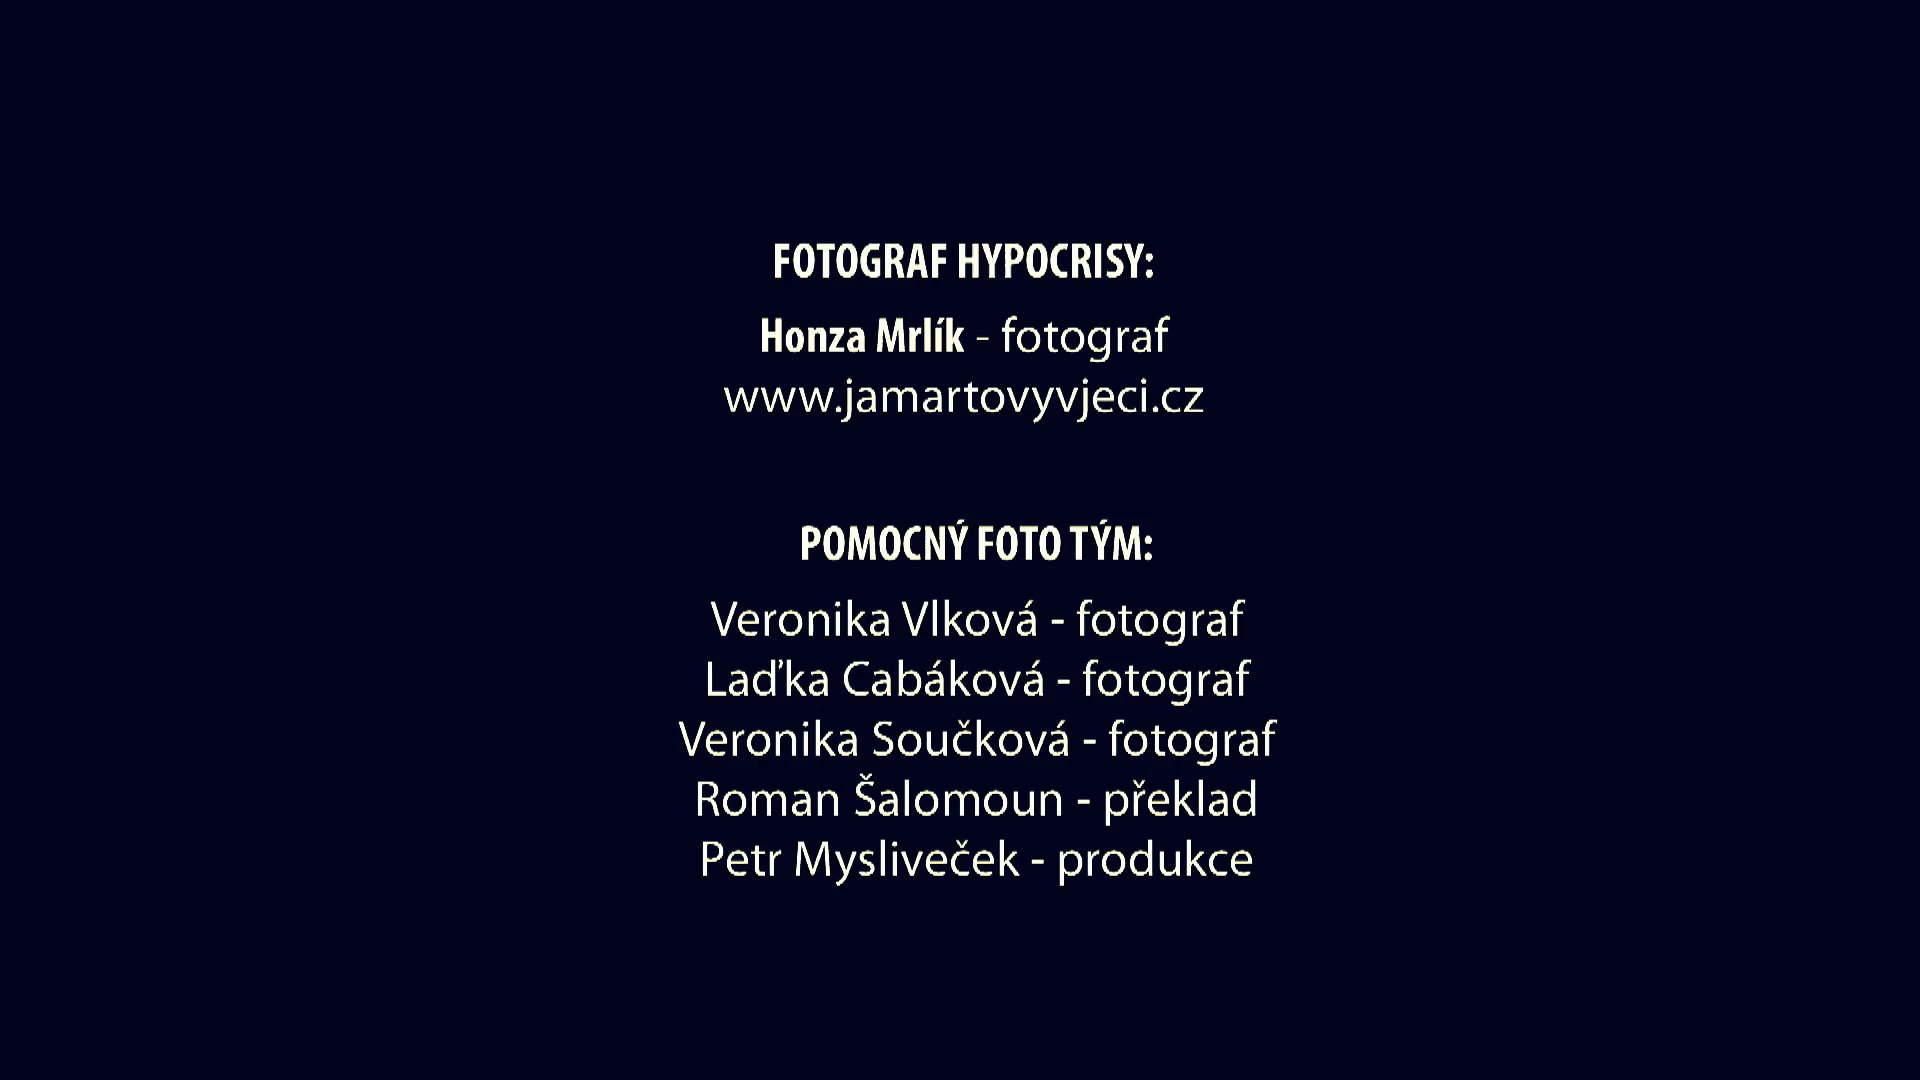 FOTOGRAF HYPOCRISY:
Honza Mrlík - fotograf
www.jamartovyvjeci.cz
POMOCNÝ FOTO TÝM:
Veronika Vlková - fotograf
Laďka Cabáková - fotograf
Veronika Součková - fotograf
Roman Šalomoun - překlad
Petr Mysliveček - produkce